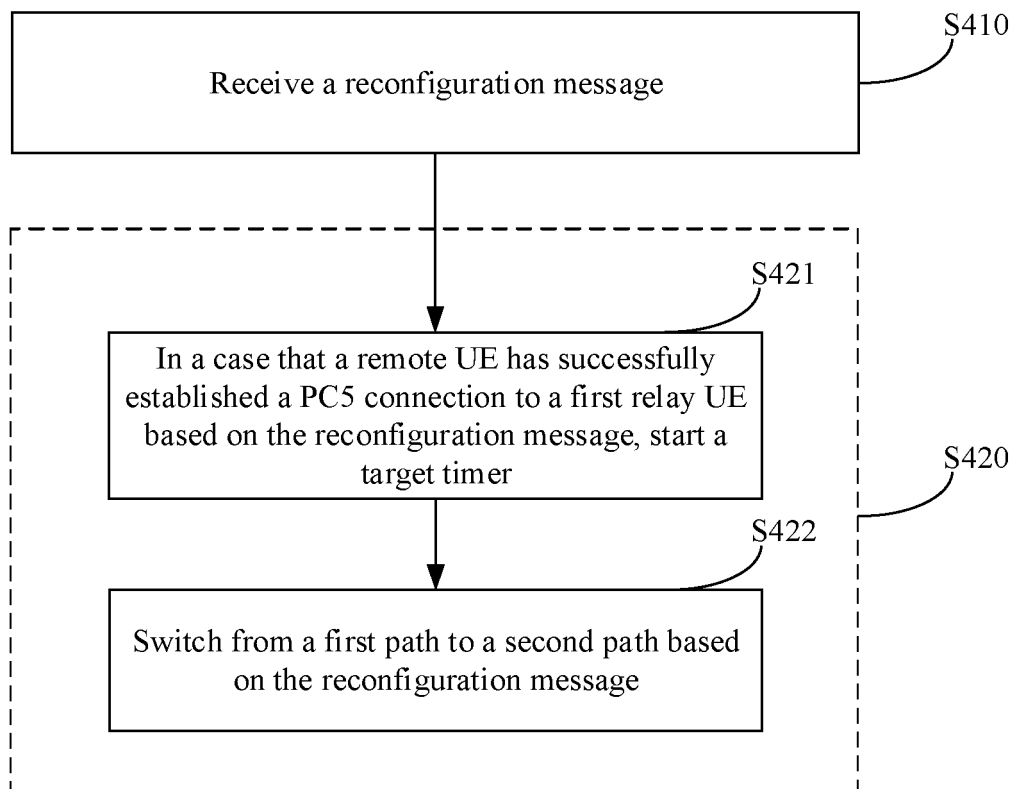 S410
Receive a reconfiguration message
S421
In a case that a remote UE has successfully
established a PC5 connection to a first relay UE
based on the reconfiguration message, start a
target timer
S420
S422
Switch from a first path to a second path based
on the reconfiguration message